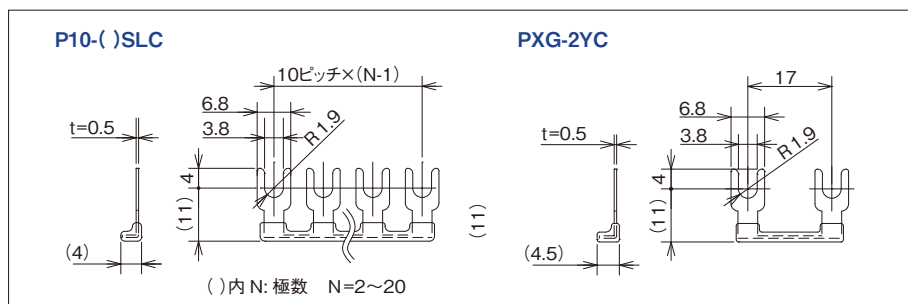 P10-( )SLC
10ピッチ×(N-1)
6.8
3.8
R1.9
t=0.5
4
(11)
(4)
( )内 N: 極数 N=2～20
(11)
PXG-2YC
17
6.8
3.8
R1.9
t=0.5
4
(11)
(4.5)